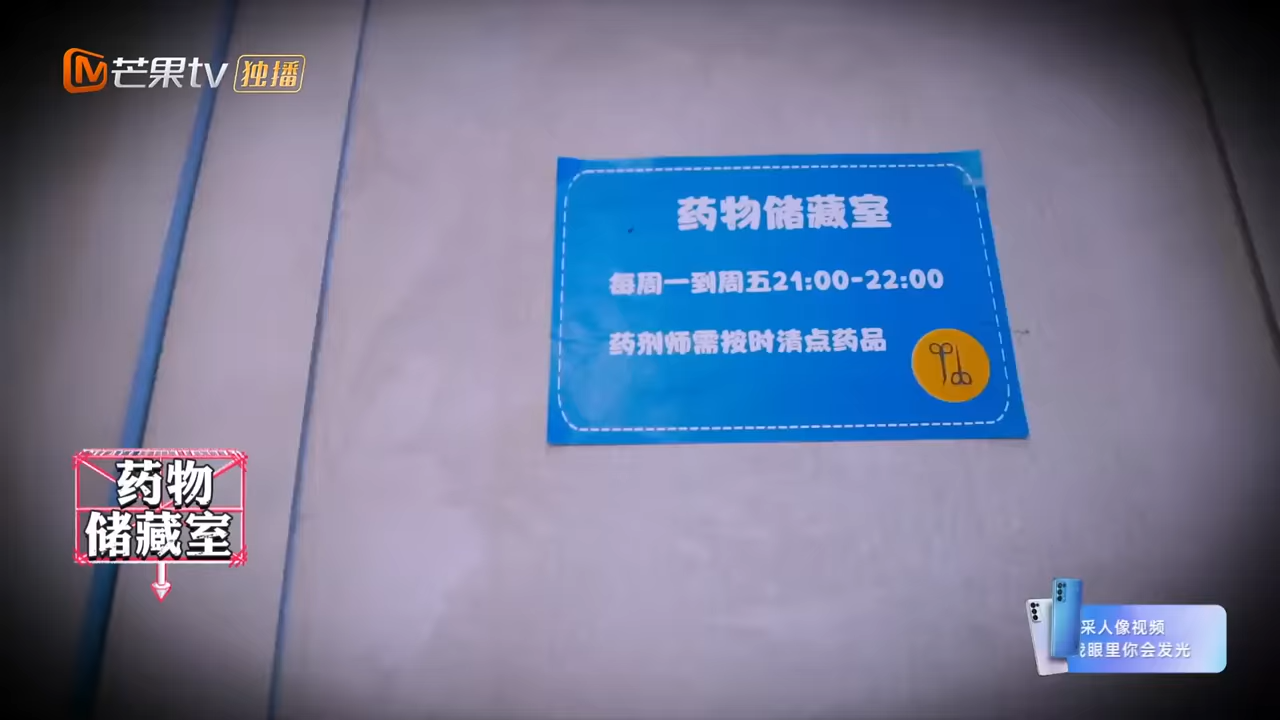 芒果tv 独播
药物储藏室
每周一到周五21:00-22:00
药剂师需按时清点药品
药物
储藏室
采人像视频
眼里你会发光